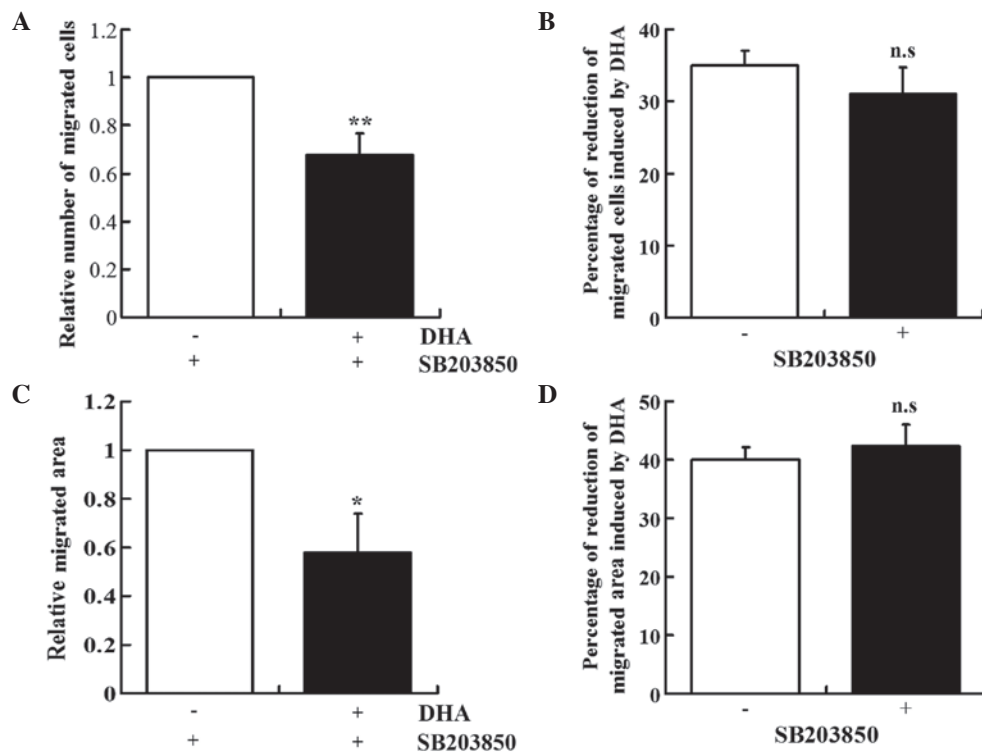 A
Relative number of migrated cells
1.2
1
0.8
0.6
0.4
0.2
0
**
- + DHA
+ + SB203850
B
Percentage of reduction of
migrated cells induced by DHA
40
30
20
10
0
n.s
- +
SB203850
C
Relative migrated area
1.2
1
0.8
0.6
0.4
0.2
0
*
- + DHA
+ + SB203850
D
Percentage of reduction of
migrated area induced by DHA
50
40
30
20
10
0
n.s
- +
SB203850